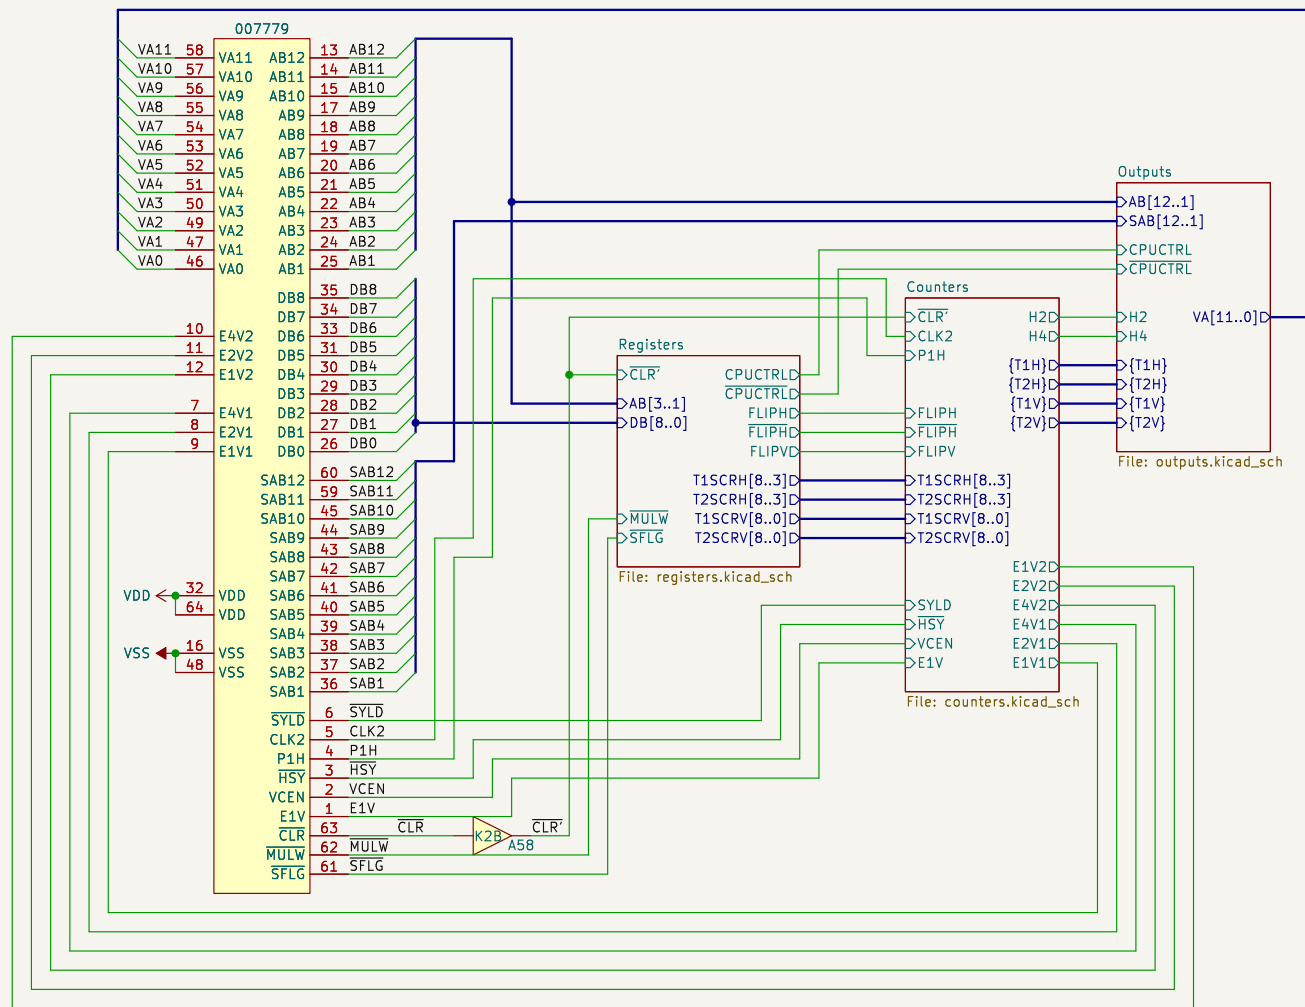 007779
VA11 58 VA11 AB12 13 AB12
VA10 57 VA10 AB11 14 AB11
VA9 56 VA9 AB10 15 AB10
VA8 55 VA8 AB9 17 AB9
VA7 54 VA7 AB8 18 AB8
VA6 53 VA6 AB7 19 AB7
VA5 52 VA5 AB6 20 AB6
VA4 51 VA4 AB5 21 AB5
VA3 50 VA3 AB4 22 AB4
VA2 49 VA2 AB3 23 AB3
VA1 47 VA1 AB2 24 AB2
VA0 46 VA0 AB1 25 AB1
DB8 35 DB8
DB7 34 DB7
10 E4V2 DB6 33 DB6
11 E2V2 DB5 31 DB5
12 E1V2 DB4 30 DB4
DB3 29 DB3
7 E4V1 DB2 28 DB2
8 E2V1 DB1 27 DB1
9 E1V1 DB0 26 DB0
SAB12 60 SAB12
SAB11 59 SAB11
SAB10 45 SAB10
SAB9 44 SAB9
SAB8 43 SAB8
SAB7 42 SAB7
VDD 32 VDD SAB6 41 SAB6
64 VDD SAB5 40 SAB5
SAB4 39 SAB4
VSS 16 VSS SAB3 38 SAB3
48 VSS SAB2 37 SAB2
SAB1 36 SAB1
SYLD 6 SYLD
CLK2 5 CLK2
P1H 4 P1H
HSY 3 HSY
VCEN 2 VCEN
E1V 1 E1V
CLR 63 CLR K2B A58 CLR'
MULW 62 MULW
SFLG 61 SFLG
Registers
CLR' CPUCTRL
CPUCTRL
AB[3..1] FLIPH
DB[8..0] FLIPH
FLIPV
T1SCRH[8..3]
T2SCRH[8..3]
MULW T1SCRV[8..0]
SFLG T2SCRV[8..0]
File: registers.kicad_sch
Counters
CLR' H2
CLK2 H4
P1H {T1H}
{T2H}
FLIPH {T1V}
FLIPH {T2V}
FLIPV
T1SCRH[8..3]
T2SCRH[8..3]
T1SCRV[8..0]
T2SCRV[8..0]
E1V2
E2V2
SYLD E4V2
HSY E4V1
VCEN E2V1
E1V E1V1
File: counters.kicad_sch
Outputs
AB[12..1]
SAB[12..1]
CPUCTRL
CPUCTRL
H2 VA[11..0]
H4
{T1H}
{T2H}
{T1V}
{T2V}
File: outputs.kicad_sch